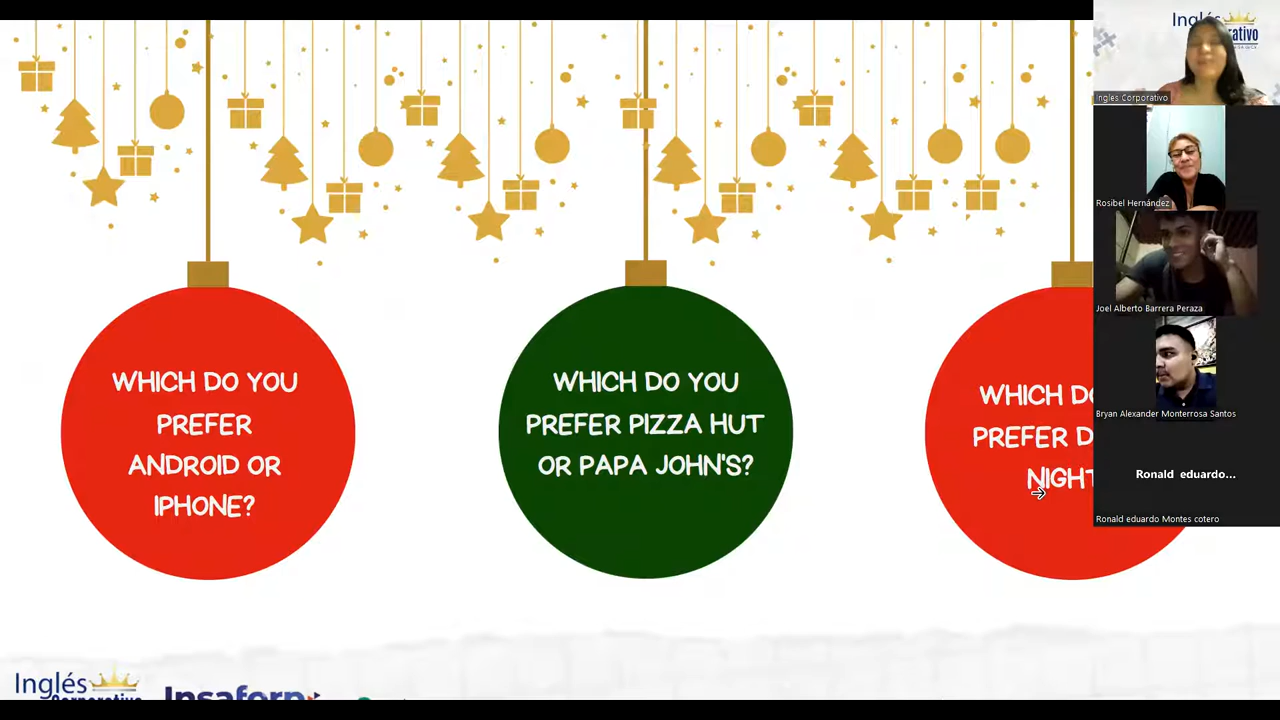 WHICH DO YOU
PREFER
ANDROID OR
IPHONE?
WHICH DO YOU
PREFER PIZZA HUT
OR PAPA JOHN'S?
WHICH
PREFER
NIGHT
Inglés
Ingles Corporativo
Rosibel Hernández
Joel Alberto Barrera Peraza
Bryan Alexander Monterrosa Santos
Ronald eduardo...
Ronald eduardo Montes cotero
Inglés
Corporativo
Insaforp